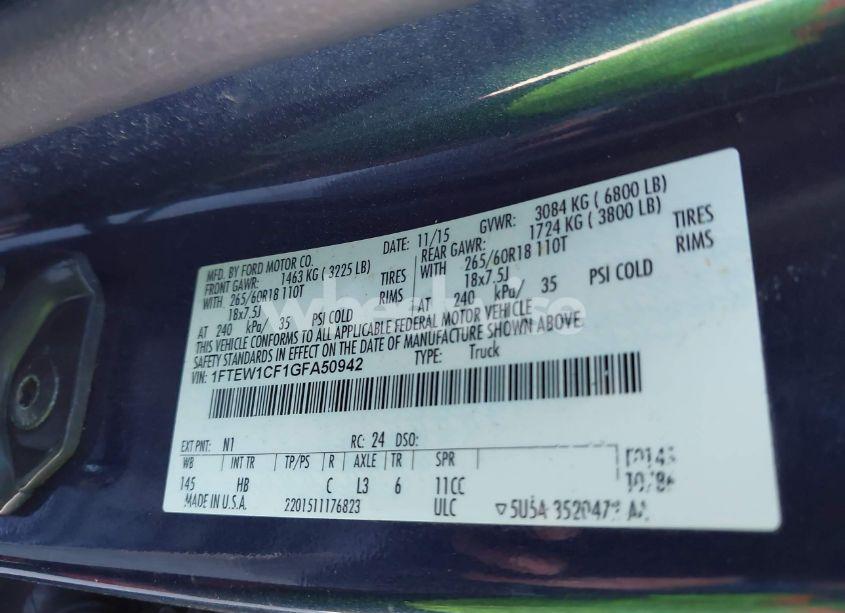 MFD. BY FORD MOTOR CO.
DATE: 11/15 GVWR: 3084 KG ( 6800 LB)
FRONT GAWR: 1463 KG ( 3225 LB) REAR GAWR: 1724 KG ( 3800 LB)
WITH 265/60R18 110T TIRES WITH 265/60R18 110T TIRES
18x7.5J RIMS 18x7.5J RIMS
AT 240 kPa/ 35 PSI COLD AT 240 kPa/ 35 PSI COLD
THIS VEHICLE CONFORMS TO ALL APPLICABLE FEDERAL MOTOR VEHICLE
SAFETY STANDARDS IN EFFECT ON THE DATE OF MANUFACTURE SHOWN ABOVE.
VIN: 1FTEW1CF1GFA50942 TYPE: Truck
EXT PNT: N1 RC: 24 DSO:
WB INT TR TP/PS R AXLE TR SPR
145 HB C L3 6 11CC
MADE IN U.S.A. 2201511176823 ULC 5U5A